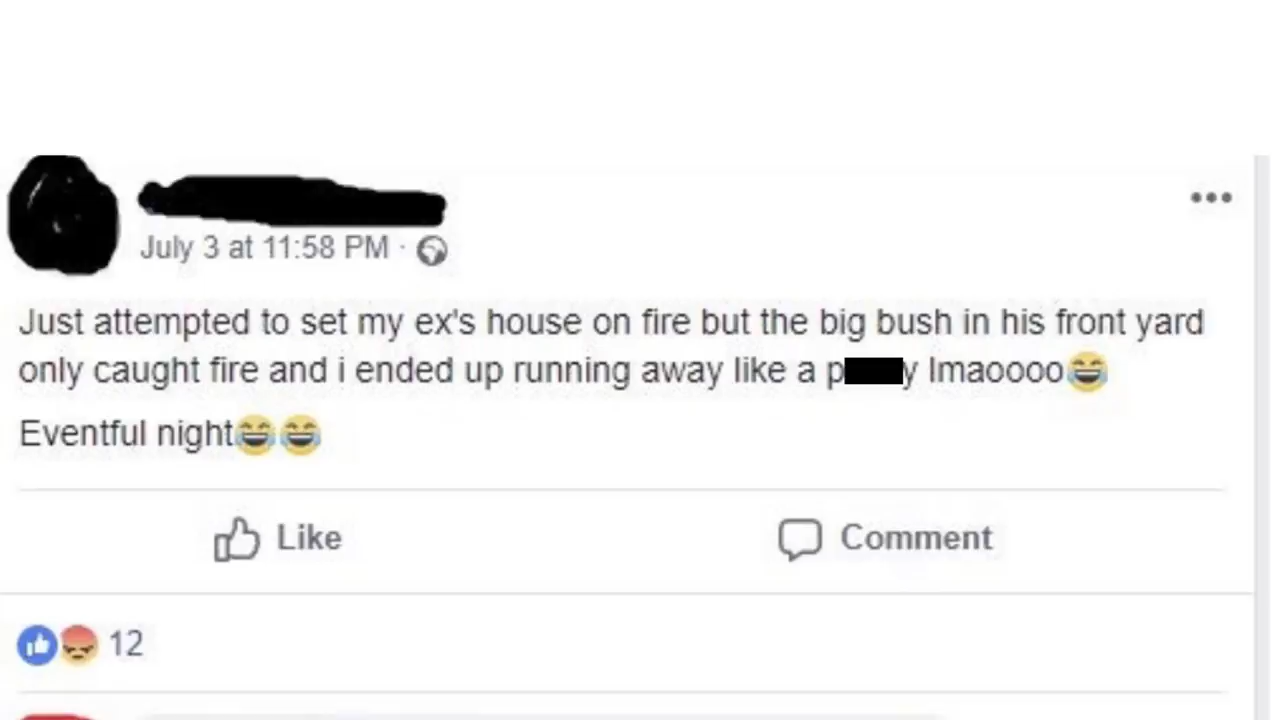 July 3 at 11:58 PM ·
Just attempted to set my ex's house on fire but the big bush in his front yard
only caught fire and i ended up running away like a p y lmaoooo😂
Eventful night😂😂
Like
Comment
12